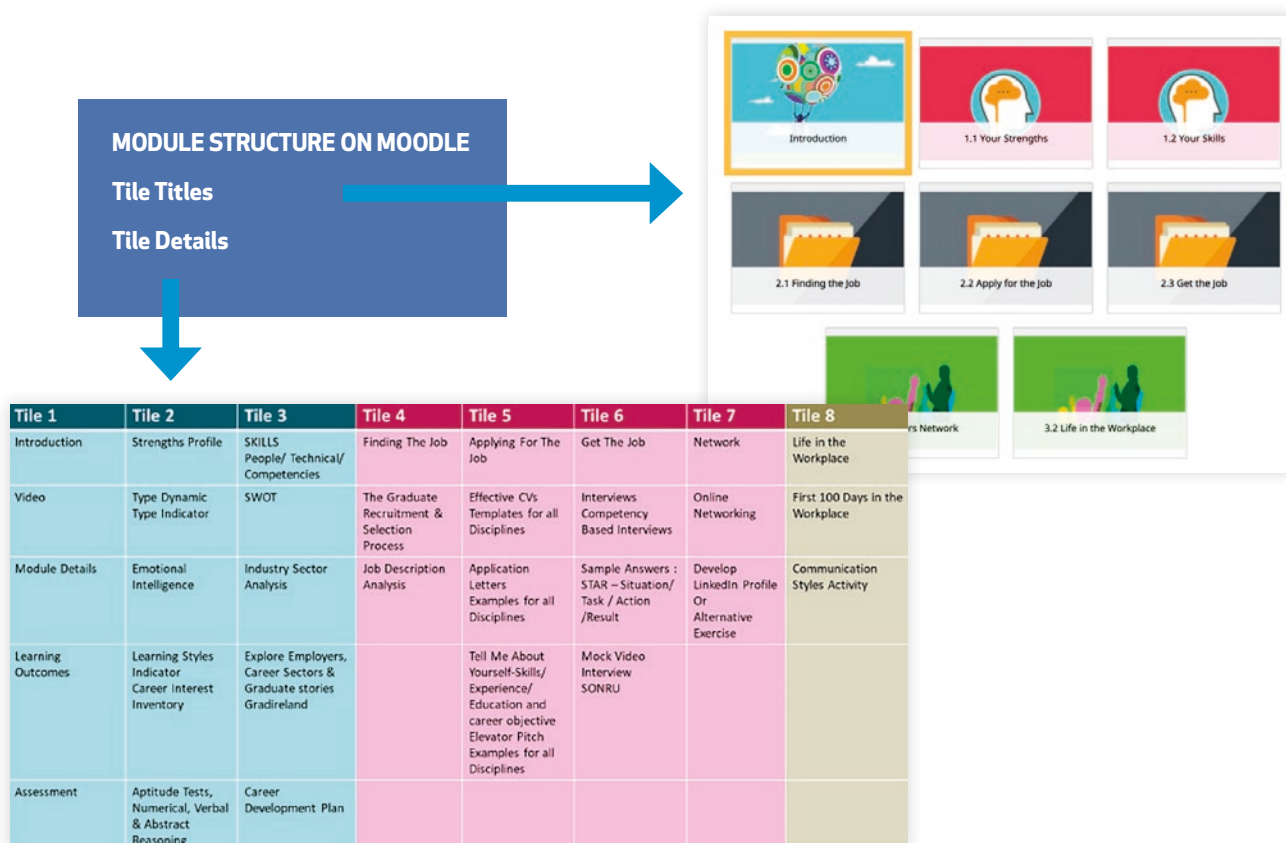 MODULE STRUCTURE ON MOODLE
Tile Titles
Tile Details
Introduction
1.1 Your Strengths
1.2 Your Skills
2.1 Finding the Job
2.2 Apply for the Job
2.3 Get the Job
Network
3.2 Life in the Workplace
Tile 1
Tile 2
Tile 3
Tile 4
Tile 5
Tile 6
Tile 7
Tile 8
Introduction
Strengths Profile
SKILLS
People/ Technical/
Competencies
Finding The Job
Applying For The
Job
Get The Job
Network
Life in the
Workplace
Video
Type Dynamic
Type Indicator
SWOT
The Graduate
Recruitment &
Selection
Process
Effective CVs
Templates for all
Disciplines
Interviews
Competency
Based Interviews
Online
Networking
First 100 Days in the
Workplace
Module Details
Emotional
Intelligence
Industry Sector
Analysis
Job Description
Analysis
Application
Letters
Examples for all
Disciplines
Sample Answers :
STAR – Situation/
Task / Action
/Result
Develop
LinkedIn Profile
Or
Alternative
Exercise
Communication
Styles Activity
Learning
Outcomes
Learning Styles
Indicator
Career Interest
Inventory
Explore Employers,
Career Sectors &
Graduate stories
Gradireland
Tell Me About
Yourself-Skills/
Experience/
Education and
career objective
Elevator Pitch
Examples for all
Disciplines
Mock Video
Interview
SONRU
Assessment
Aptitude Tests,
Numerical, Verbal
& Abstract
Reasoning
Career
Development Plan